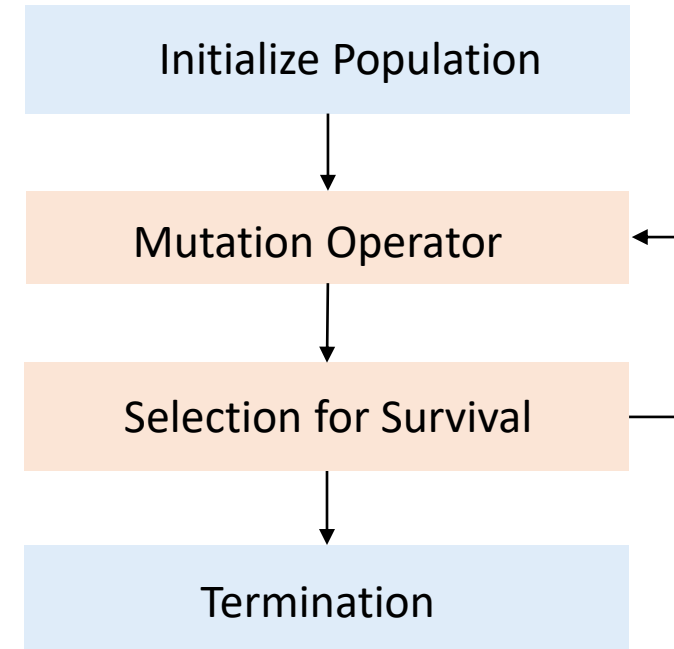 Initialize Population
Mutation Operator
Selection for Survival
Termination